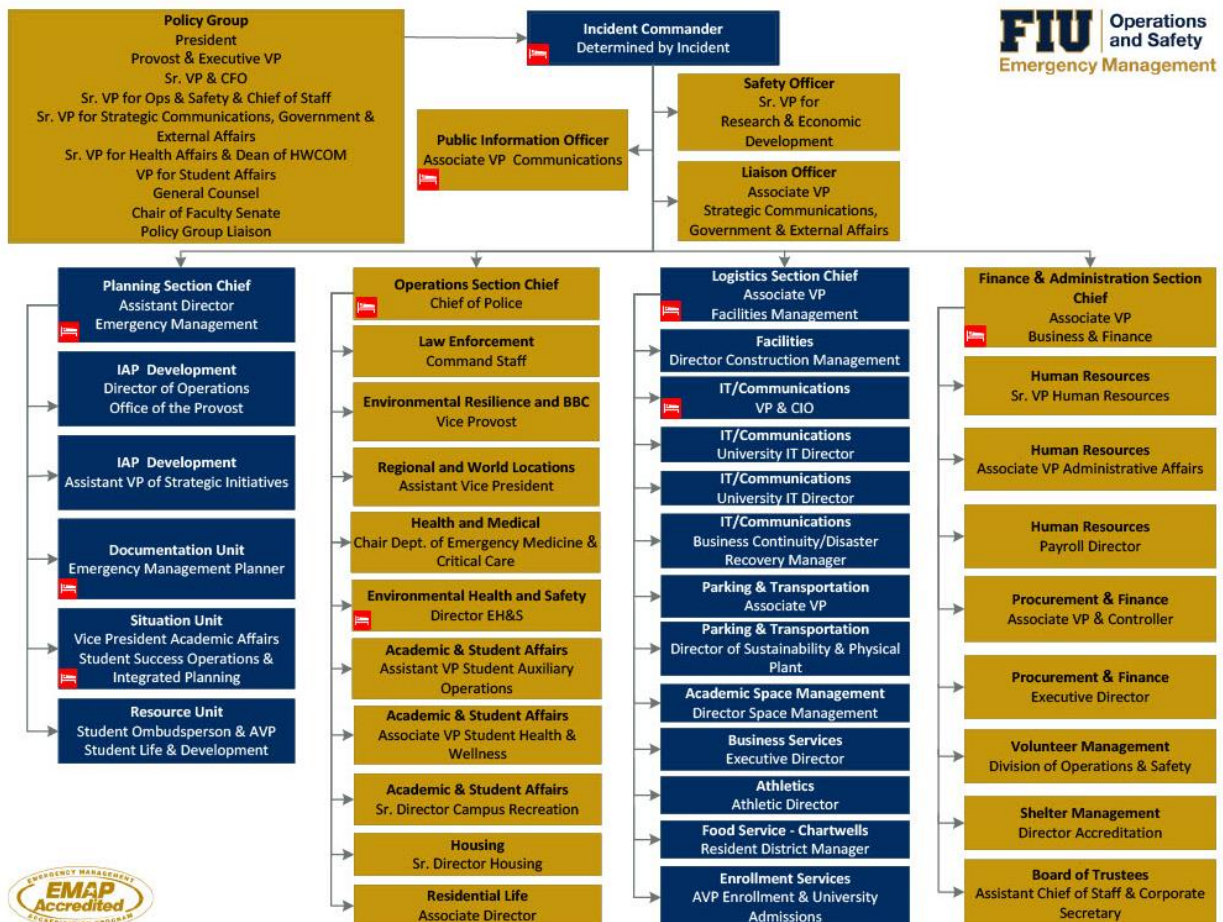 Policy Group
President
Provost & Executive VP
Sr. VP & CFO
Sr. VP for Ops & Safety & Chief of Staff
Sr. VP for Strategic Communications, Government &
External Affairs
Sr. VP for Health Affairs & Dean of HWCOM
VP for Student Affairs
General Counsel
Chair of Faculty Senate
Policy Group Liaison
Incident Commander
Determined by Incident
FIU
Operations
and Safety
Emergency Management
Safety Officer
Sr. VP for
Research & Economic
Development
Public Information Officer
Associate VP Communications
Liaison Officer
Associate VP
Strategic Communications,
Government & External Affairs
Planning Section Chief
Assistant Director
Emergency Management
IAP Development
Director of Operations
Office of the Provost
IAP Development
Assistant VP of Strategic Initiatives
Documentation Unit
Emergency Management Planner
Situation Unit
Vice President Academic Affairs
Student Success Operations &
Integrated Planning
Resource Unit
Student Ombudsperson & AVP
Student Life & Development
Operations Section Chief
Chief of Police
Law Enforcement
Command Staff
Environmental Resilience and BBC
Vice Provost
Regional and World Locations
Assistant Vice President
Health and Medical
Chair Dept. of Emergency Medicine &
Critical Care
Environmental Health and Safety
Director EH&S
Academic & Student Affairs
Assistant VP Student Auxiliary
Operations
Academic & Student Affairs
Associate VP Student Health &
Wellness
Academic & Student Affairs
Sr. Director Campus Recreation
Housing
Sr. Director Housing
Residential Life
Associate Director
Logistics Section Chief
Associate VP
Facilities Management
Facilities
Director Construction Management
IT/Communications
VP & CIO
IT/Communications
University IT Director
IT/Communications
University IT Director
IT/Communications
Business Continuity/Disaster
Recovery Manager
Parking & Transportation
Associate VP
Parking & Transportation
Director of Sustainability & Physical
Plant
Academic Space Management
Director Space Management
Business Services
Executive Director
Athletics
Athletic Director
Food Service - Chartwells
Resident District Manager
Enrollment Services
AVP Enrollment & University
Admissions
Finance & Administration Section
Chief
Associate VP
Business & Finance
Human Resources
Sr. VP Human Resources
Human Resources
Associate VP Administrative Affairs
Human Resources
Payroll Director
Procurement & Finance
Associate VP & Controller
Procurement & Finance
Executive Director
Volunteer Management
Division of Operations & Safety
Shelter Management
Director Accreditation
Board of Trustees
Assistant Chief of Staff & Corporate
Secretary
EMERGENCY MANAGEMENT
EMAP
Accredited
ACCREDITATION PROGRAM